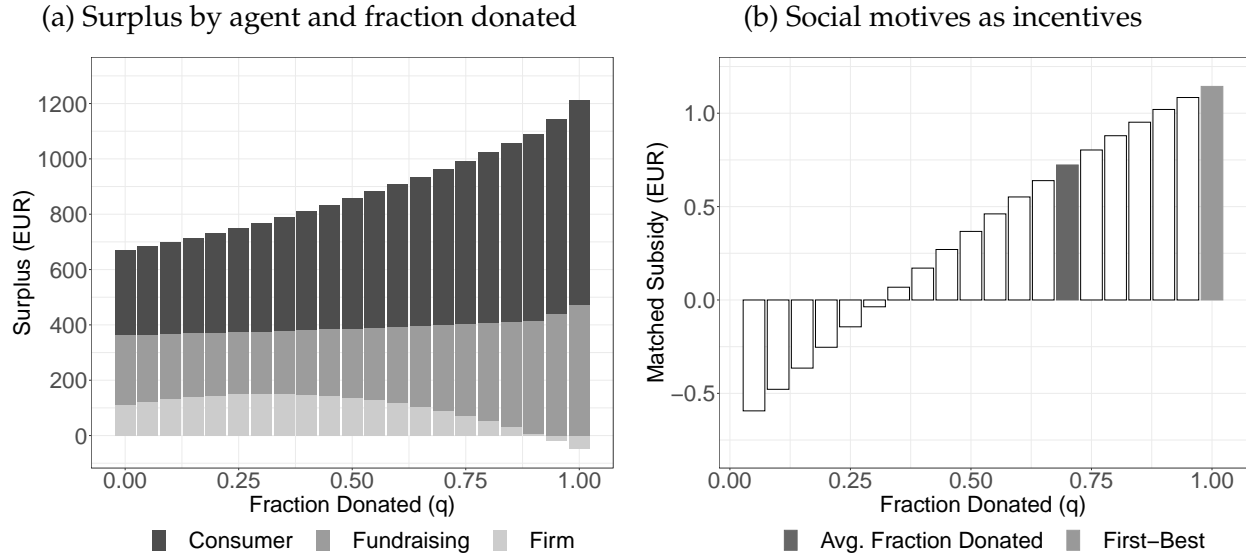 (a) Surplus by agent and fraction donated
Surplus (EUR)
1200
1000
800
600
400
200
0
0.00 0.25 0.50 0.75 1.00
Fraction Donated (q)
Consumer Fundraising Firm
(b) Social motives as incentives
Matched Subsidy (EUR)
1.0
0.5
0.0
−0.5
0.00 0.25 0.50 0.75 1.00
Fraction Donated (q)
Avg. Fraction Donated First−Best